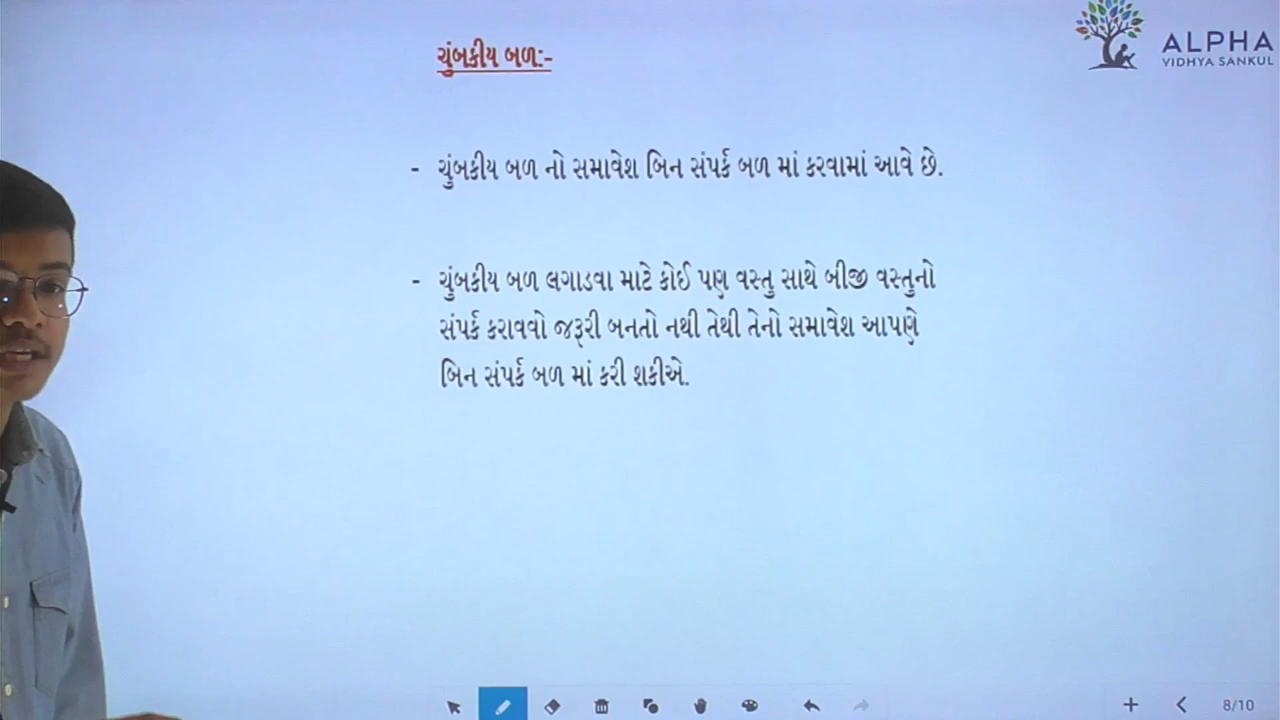 ચુંબકીય બળ:-
ALPHA
VIDHYA SANKUL
- ચુંબકીય બળ નો સમાવેશ બિન સંપર્ક બળ માં કરવામાં આવે છે.
- ચુંબકીય બળ લગાડવા માટે કોઈ પણ વસ્તુ સાથે બીજી વસ્તુનો
સંપર્ક કરાવવો જરૂરી બનતો નથી તેથી તેનો સમાવેશ આપણે
બિન સંપર્ક બળ માં કરી શકીએ.
8/10